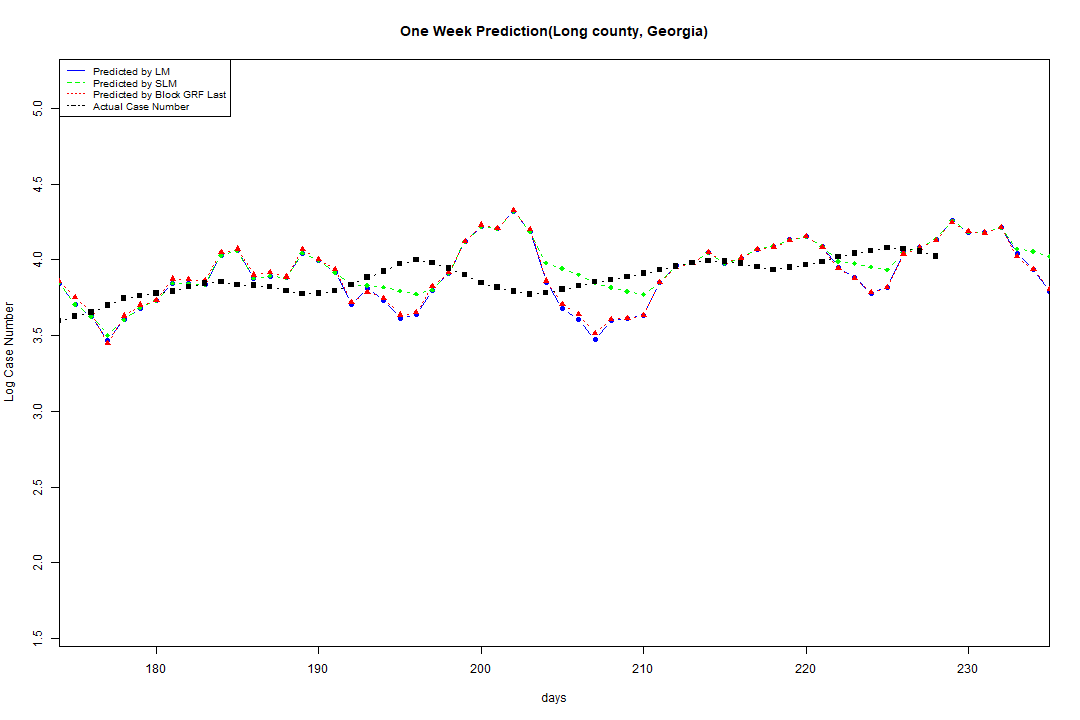 One Week Prediction(Long county, Georgia)
Predicted by LM
Predicted by SLM
Predicted by Block GRF Last
Actual Case Number
5.0
4.5
4.0
3.5
3.0
2.5
2.0
1.5
Log Case Number
180 190 200 210 220 230
days